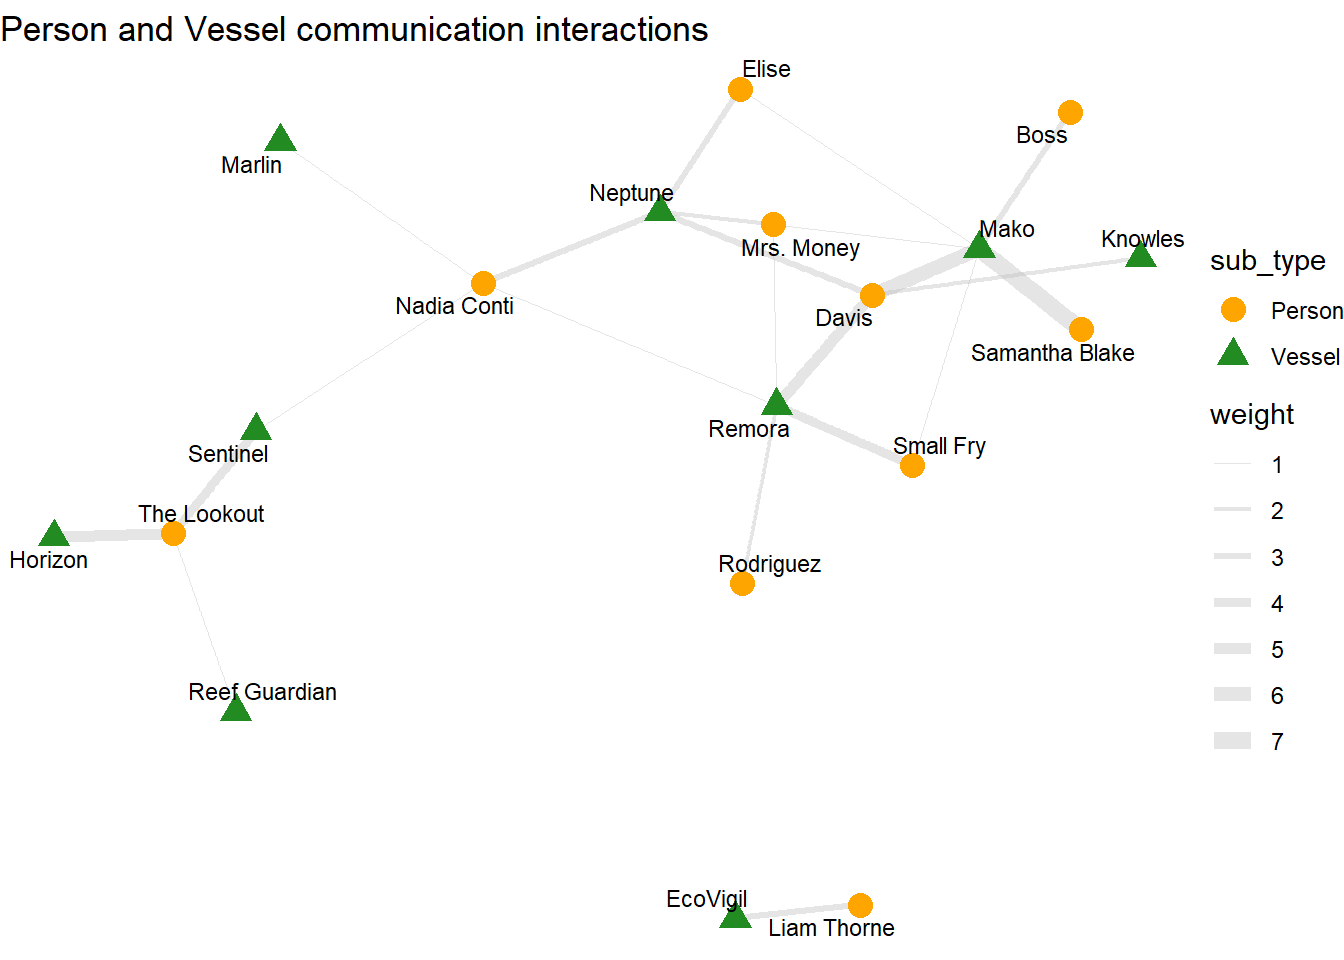 Person and Vessel communication interactions
Elise
Boss
Marlin
Neptune
Mako
Knowles
Mrs. Money
Nadia Conti
Davis
Samantha Blake
Remora
Small Fry
Sentinel
The Lookout
Horizon
Rodriguez
Reef Guardian
EcoVigil
Liam Thorne
sub_type
Person
Vessel
weight
1
2
3
4
5
6
7